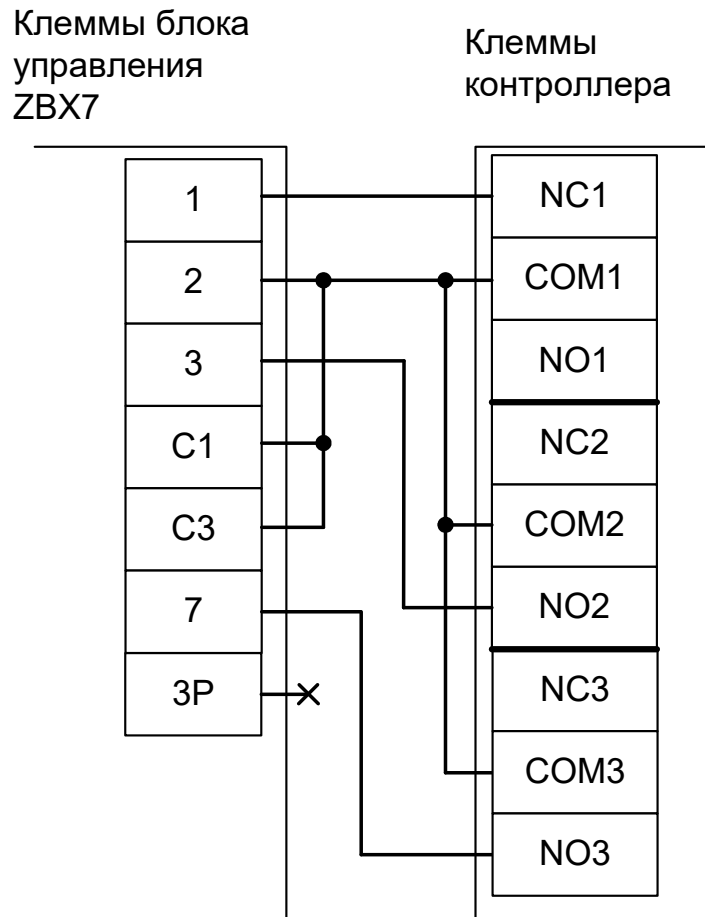 Клеммы блока
управления
ZBX7
Клеммы
контроллера
1
2
3
C1
C3
7
3P
NC1
COM1
NO1
NC2
COM2
NO2
NC3
COM3
NO3